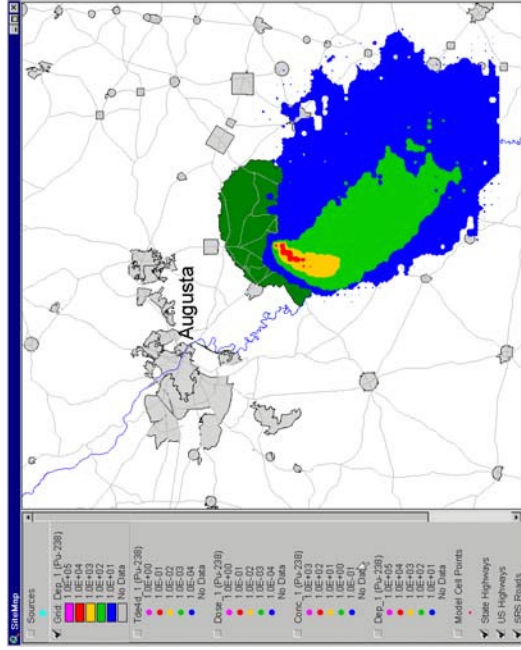 SiteMap
Augusta
Sources
Grid: Dep_1 (Pu-238)
1.0E+05
1.0E+04
1.0E+03
1.0E+02
1.0E+01
No Data
Tde4d_1 (Pu-238)
1.0E+00
1.0E-01
1.0E-02
1.0E-03
1.0E-04
No Data
Dose_1 (Pu-238)
1.0E+00
1.0E-01
1.0E-02
1.0E-03
1.0E-04
No Data
Conc_1 (Pu-238)
1.0E+03
1.0E+02
1.0E+01
1.0E+00
1.0E-01
No Data
Dep_1 (Pu-238)
1.0E+05
1.0E+04
1.0E+03
1.0E+02
1.0E+01
No Data
Model Cell Points
State Highways
US Highways
SRS Roads